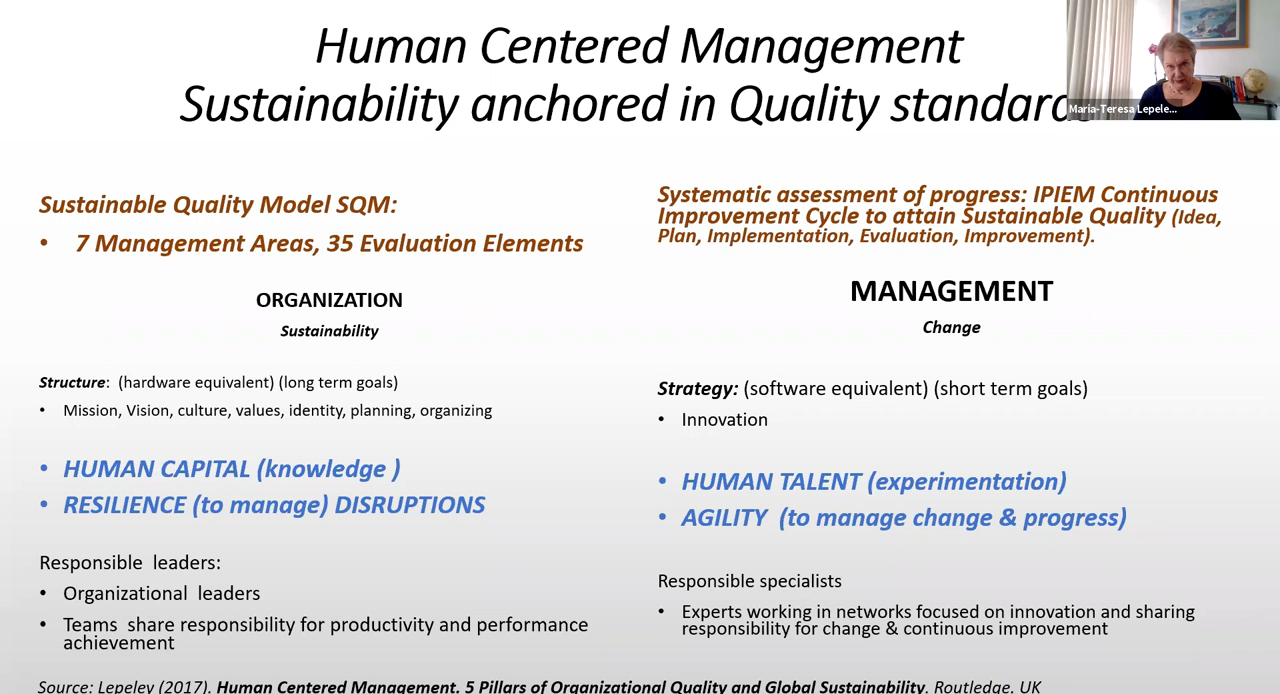 Human Centered Management
Sustainability anchored in Quality standards
Maria-Teresa Lepele...
Sustainable Quality Model SQM:
• 7 Management Areas, 35 Evaluation Elements
ORGANIZATION
Sustainability
Structure: (hardware equivalent) (long term goals)
• Mission, Vision, culture, values, identity, planning, organizing
• HUMAN CAPITAL (knowledge )
• RESILIENCE (to manage) DISRUPTIONS
Responsible leaders:
• Organizational leaders
• Teams share responsibility for productivity and performance
achievement
Systematic assessment of progress: IPIEM Continuous
Improvement Cycle to attain Sustainable Quality (Idea,
Plan, Implementation, Evaluation, Improvement).
MANAGEMENT
Change
Strategy: (software equivalent) (short term goals)
• Innovation
• HUMAN TALENT (experimentation)
• AGILITY (to manage change & progress)
Responsible specialists
• Experts working in networks focused on innovation and sharing
responsibility for change & continuous improvement
Source: Lepeley (2017). Human Centered Management. 5 Pillars of Organizational Quality and Global Sustainability. Routledge. UK